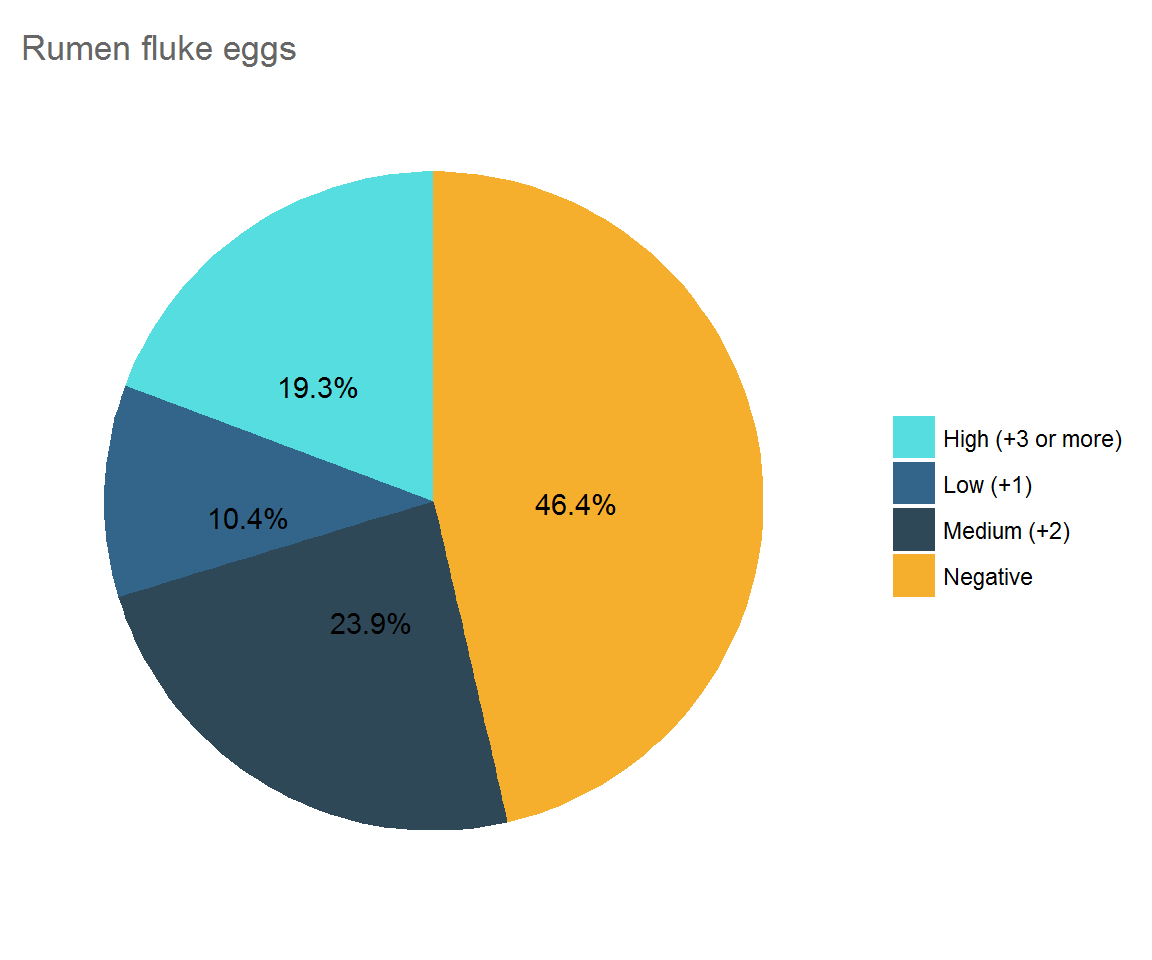 Rumen fluke eggs
19.3%
46.4%
10.4%
23.9%
High (+3 or more)
Low (+1)
Medium (+2)
Negative